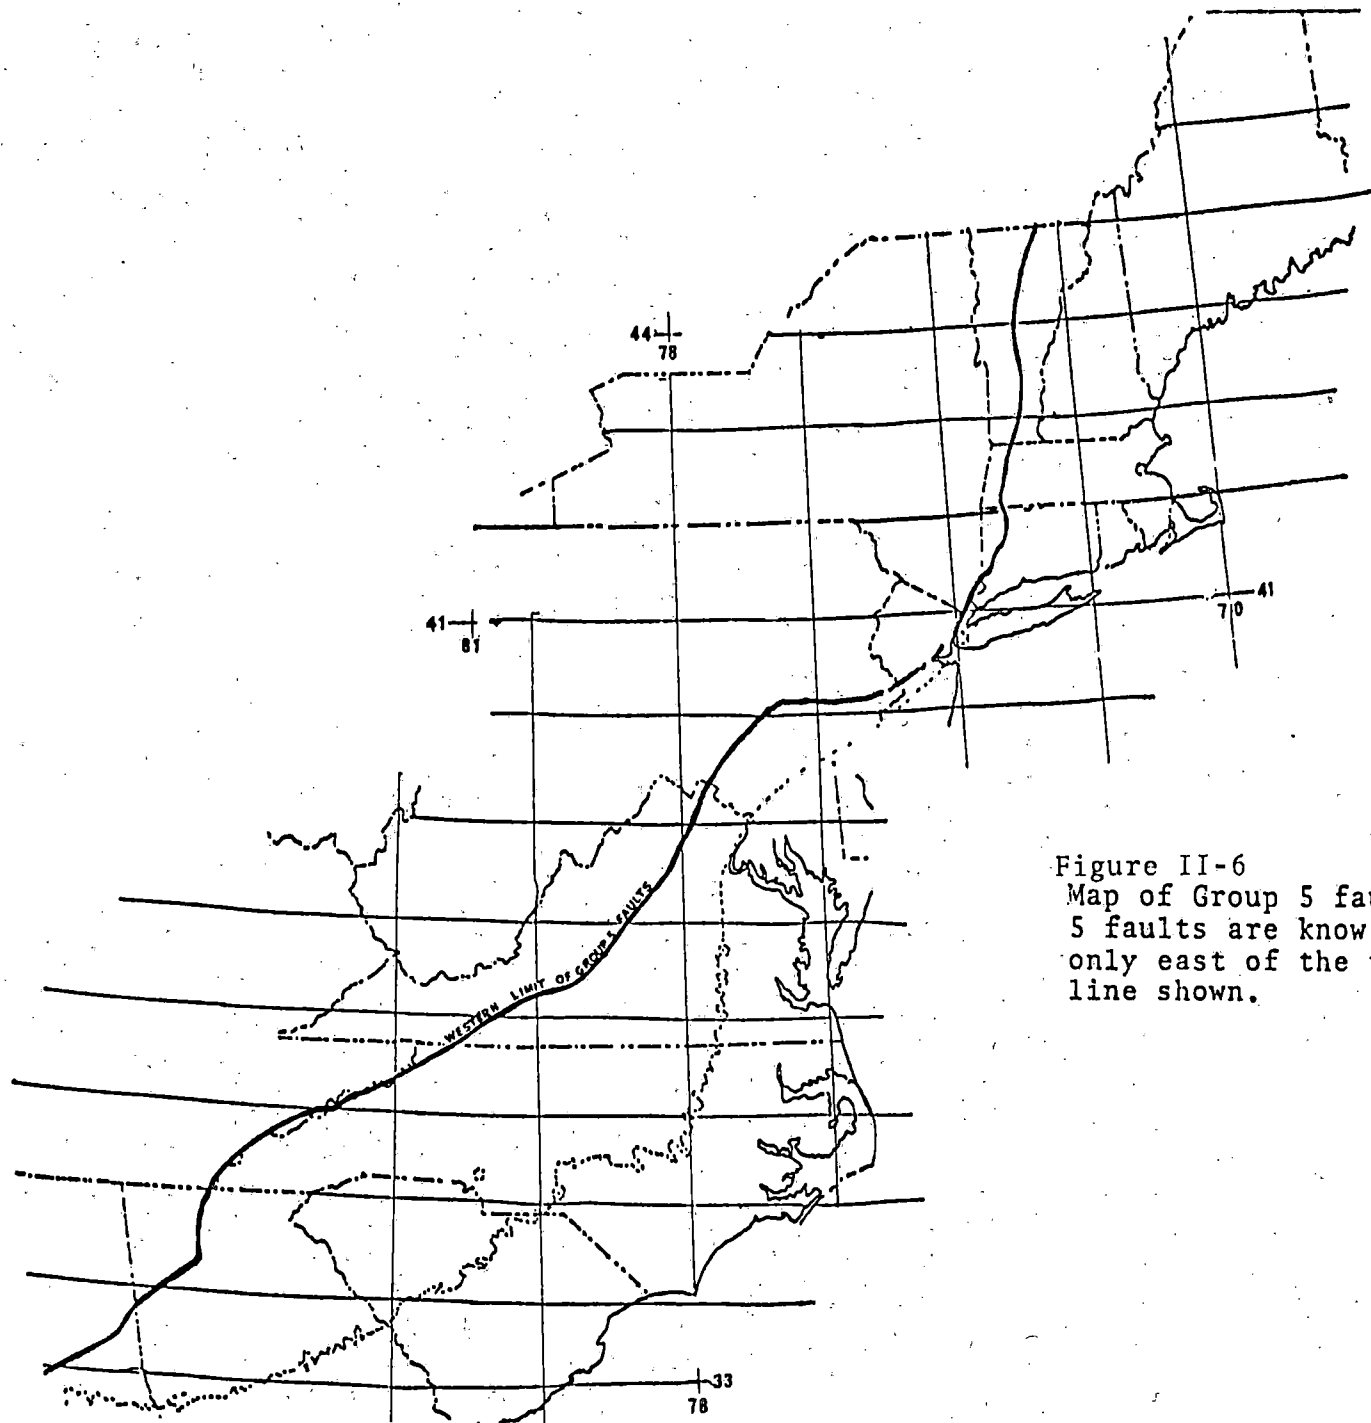 44
78
41
81
41
70
WESTERN LIMIT OF GROUP 5 FAULTS
Figure II-6
Map of Group 5 fau
5 faults are know
only east of the
line shown.
33
78